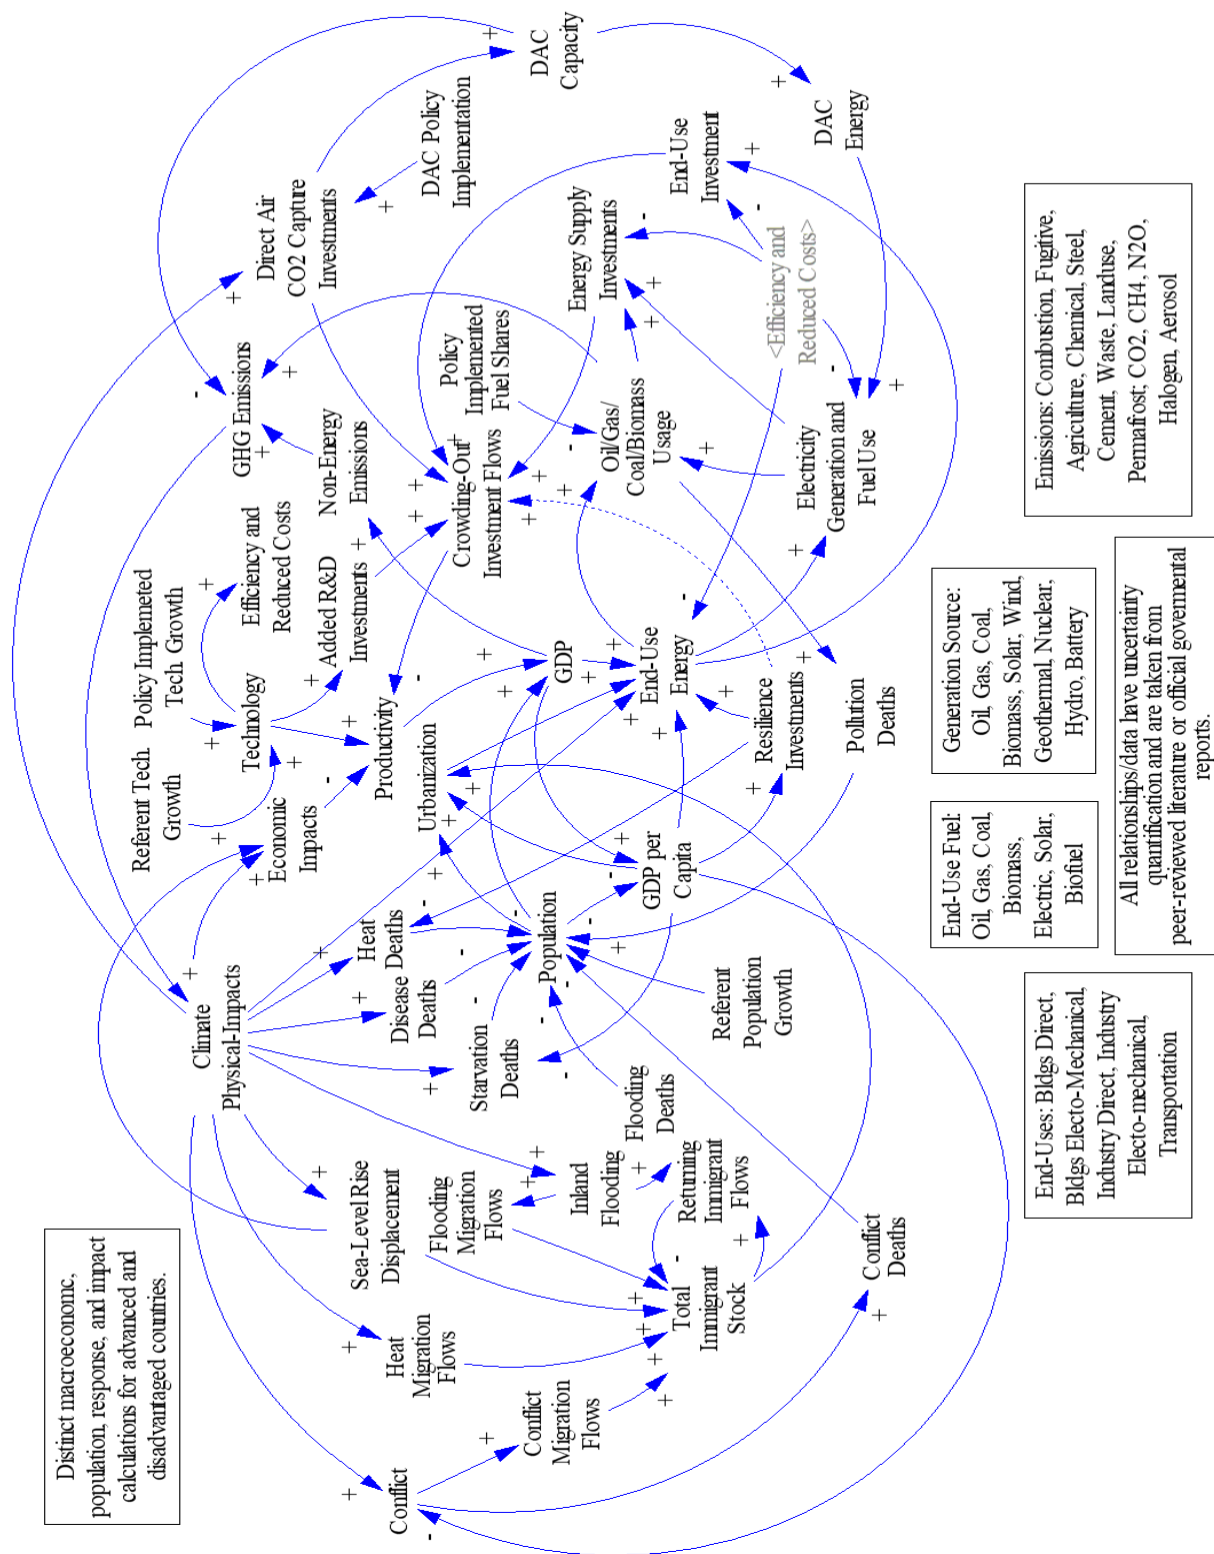 Distinct macroeconomic,
population, response, and impact
calculations for advanced and
disadvantaged countries.
Climate
Physical-Impacts
Referent Tech.
Growth
Policy Implemeted
Tech. Growth
Technology
Efficiency and
Reduced Costs
Economic
Impacts
Added R&D
Investments
GHG Emissions
Non-Energy
Emissions
Direct Air
CO2 Capture
Investments
DAC Policy
Implementation
DAC
Capacity
DAC
Energy
Conflict
Heat
Migration
Flows
Sea-Level Rise
Displacement
Flooding
Migration
Flows
Heat
Deaths
Disease
Deaths
Starvation
Deaths
Productivity
Urbanization
Crowding-Out
Investment Flows
Policy
Implemented
Fuel Shares
Energy Supply
Investments
End-Use
Investment
Conflict
Migration
Flows
Inland
Flooding
Flooding
Deaths
Population
GDP
Oil/Gas/
Coal/Biomass
Usage
Total
Immigrant
Stock
Returning
Immigrant
Flows
Referent
Population
Growth
GDP per
Capita
End-Use
Energy
<Efficiency and
Reduced Costs>
Resilience
Investments
Electricity
Generation and
Fuel Use
Conflict
Deaths
Pollution
Deaths
End-Uses: Bldgs Direct,
Bldgs Electo-Mechanical,
Industry Direct, Industry
Electo-mechanical,
Transportation
End-Use Fuel:
Oil, Gas, Coal,
Biomass,
Electric, Solar,
Biofuel
Generation Source:
Oil, Gas, Coal,
Biomass, Solar, Wind,
Geothermal, Nuclear,
Hydro, Battery
Emissions: Combustion, Fugitive,
Agriculture, Chemical, Steel,
Cement, Waste, Landuse,
Permafrost; CO2, CH4, N2O,
Halogen, Aerosol
All relationships/data have uncertainty
quantification and are taken from
peer-reviewed literature or official govermental
reports.